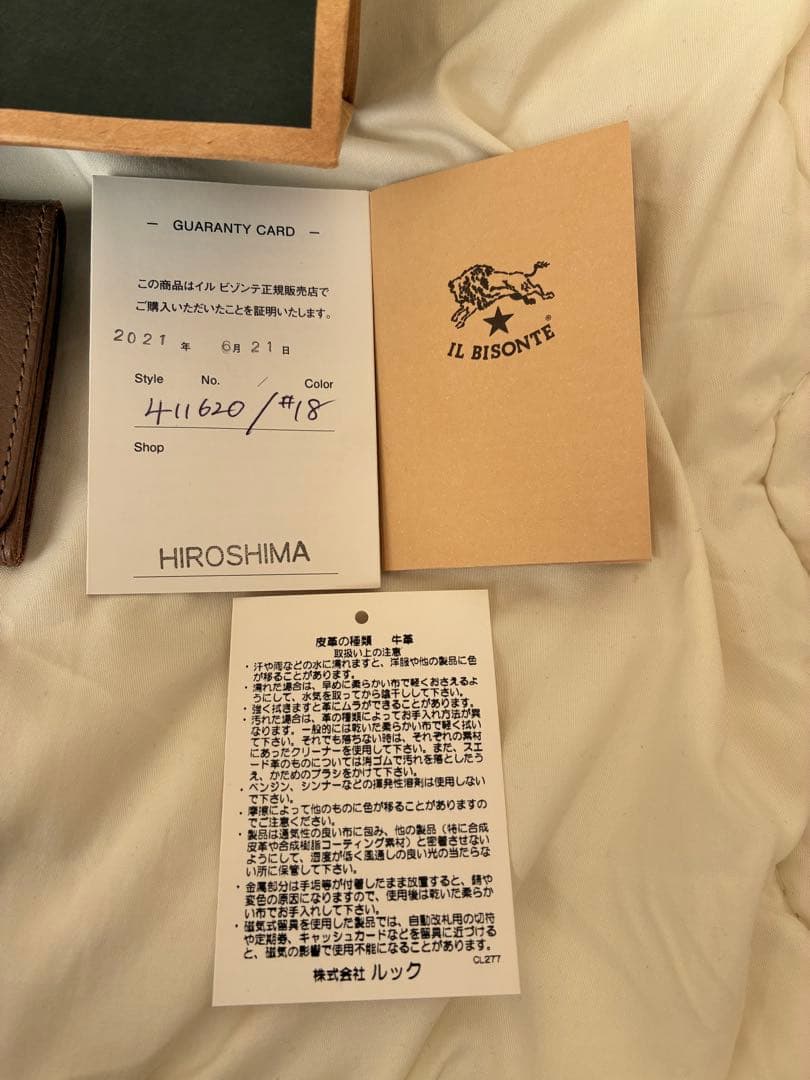 — GUARANTY CARD —
この商品はイル ビゾンテ正規販売店で
ご購入いただいたことを証明いたします。
2021 年 6月 21 日
Style No. / Color
411620 / #18
Shop
HIROSHIMA
IL BISONTE®
皮革の種類 牛革
取扱い上の注意
・汗や雨などの水に濡れますと、洋服や他の製品に色
が移ることがあります。
・濡れた場合は、早めに柔らかい布で軽くおさえるよ
うにして、水気を取ってから陰干しして下さい。
・強く拭きますと革にムラができることがあります。
・汚れた場合は、革の種類によってお手入れ方法が異
なります。一般的には乾いた柔らかい布で軽く拭い
て下さい。それでも落ちない時は、それぞれの素材
にあったクリーナーを使用して下さい。また、スエ
ード革のものについては消ゴムで汚れを落としたう
え、かためのブラシをかけて下さい。
・ベンジン、シンナーなどの揮発性溶剤は使用しない
で下さい。
・摩擦によって他のものに色が移ることがありますの
でご注意ください。
・製品は通気性の良い布に包み、他の製品（特に合成
皮革や合成樹脂コーティング素材）と密着させない
ようにして、湿度が低く風通しの良い光の当たらな
い所に保管して下さい。
・金属部分は手垢等が付着したまま放置すると、錆や
変色の原因になりますので、使用後は乾いた柔らか
い布でお手入れして下さい。
・磁気式留具を使用した製品では、自動改札用の切符
や定期券、キャッシュカードなどを留具に近づける
と、磁気の影響で使用不能になることがあります。
CL277
株式会社 ルック